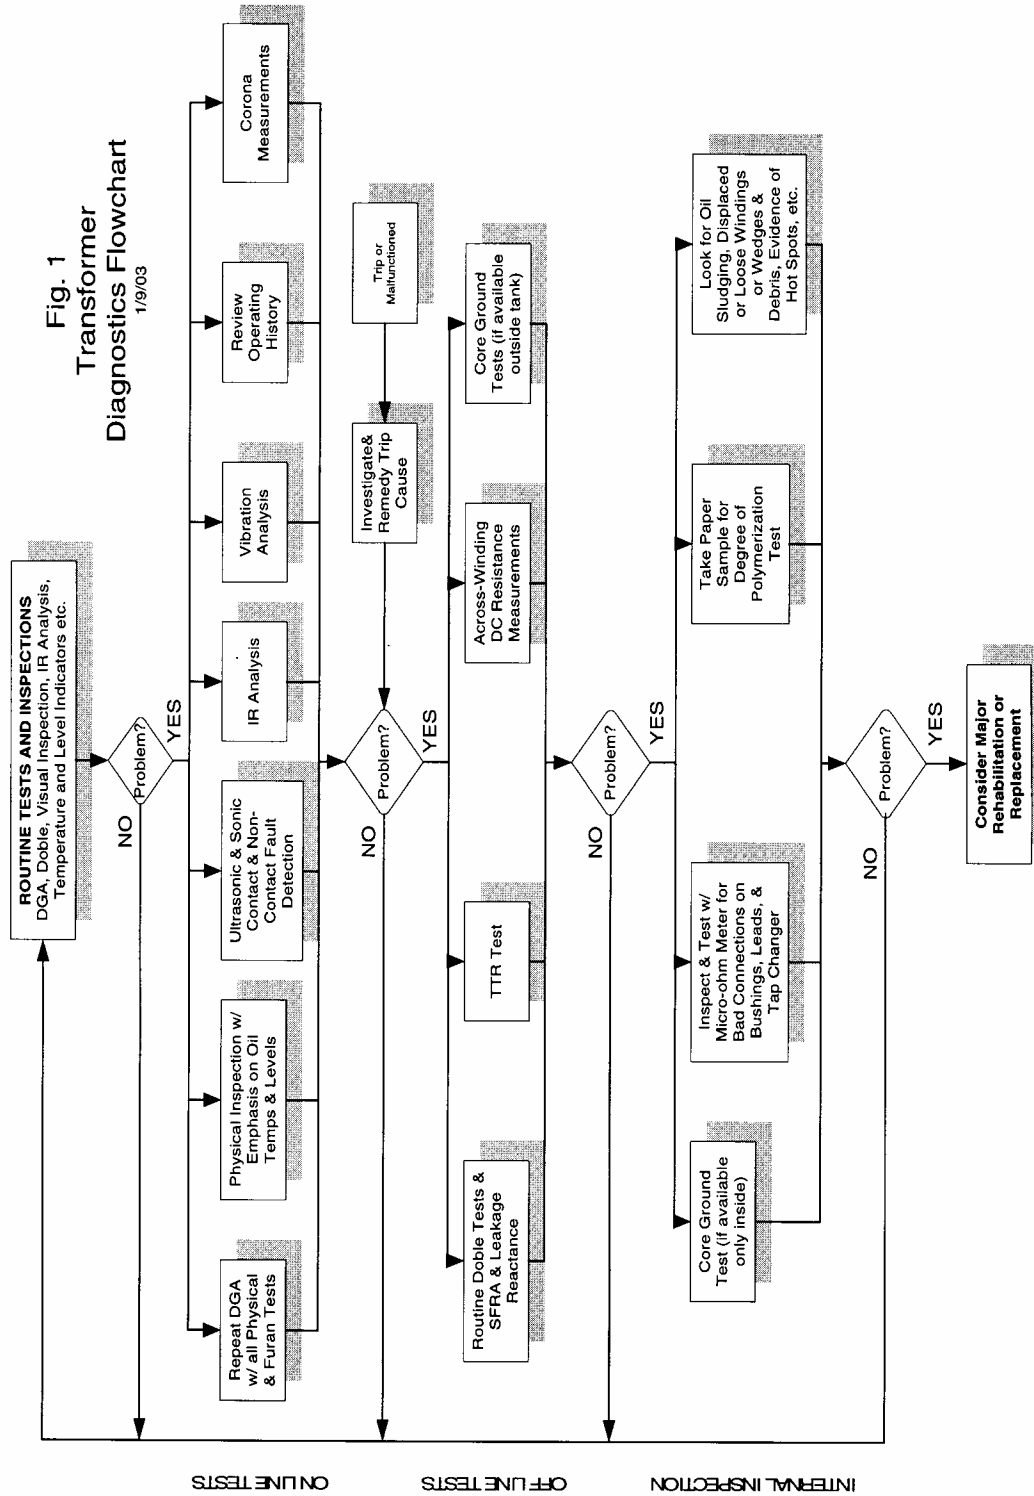 Fig. 1
Transformer
Diagnostics Flowchart
1/9/03
ROUTINE TESTS AND INSPECTIONS
DGA, Doble, Visual Inspection, IR Analysis,
Temperature and Level Indicators etc.
Problem?
NO
YES
ON LINE TESTS
Repeat DGA
w/ all Physical
& Furan Tests
Physical Inspection w/
Emphasis on Oil
Temps & Levels
Ultrasonic & Sonic
Contact & Non-
Contact Fault
Detection
IR Analysis
Vibration
Analysis
Review
Operating
History
Corona
Measurements
Problem?
NO
YES
Investigate&
Remedy Trip
Cause
Trip or
Malfunctioned
OFF LINE TESTS
Routine Doble Tests &
SFRA & Leakage
Reactance
TTR Test
Across-Winding
DC Resistance
Measurements
Core Ground
Tests (if available
outside tank)
Problem?
NO
YES
INTERNAL INSPECTION
Core Ground
Test (if available
only inside)
Inspect & Test w/
Micro-ohm Meter for
Bad Connections on
Bushings, Leads, &
Tap Changer
Take Paper
Sample for
Degree of
Polymerization
Test
Look for Oil
Sludging, Displaced
or Loose Windings
or Wedges &
Debris, Evidence of
Hot Spots, etc.
Problem?
NO
YES
Consider Major
Rehabilitation or
Replacement